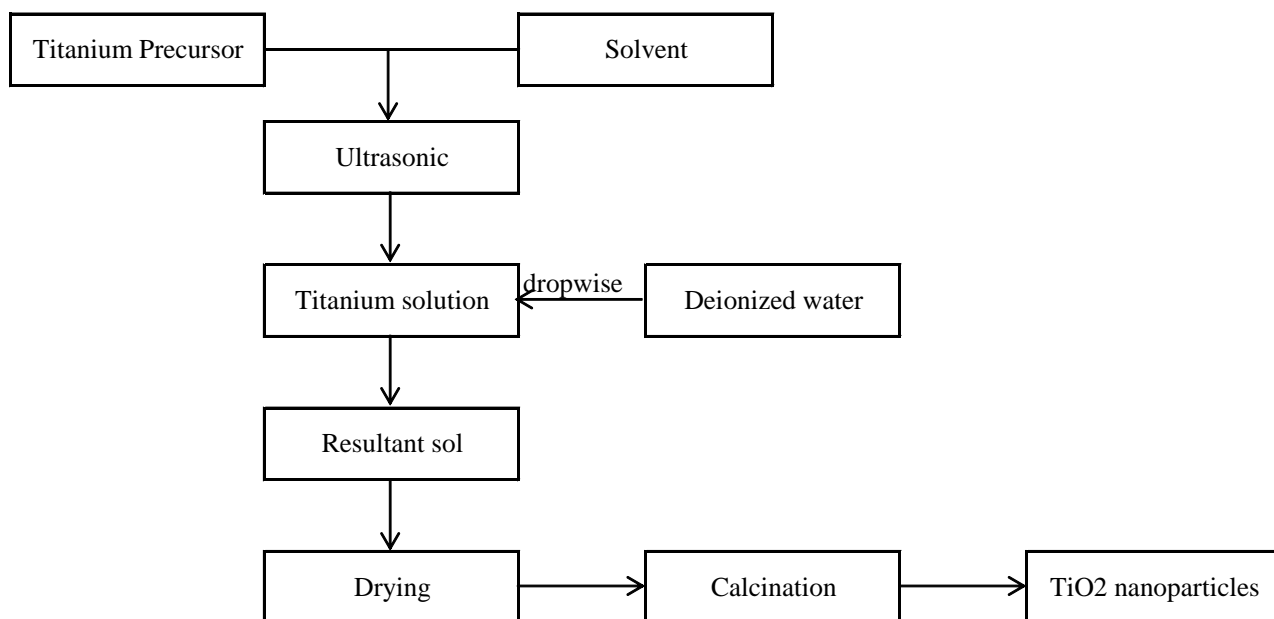 Titanium Precursor
Solvent
Ultrasonic
dropwise
Titanium solution
Deionized water
Resultant sol
Drying
Calcination
TiO2 nanoparticles